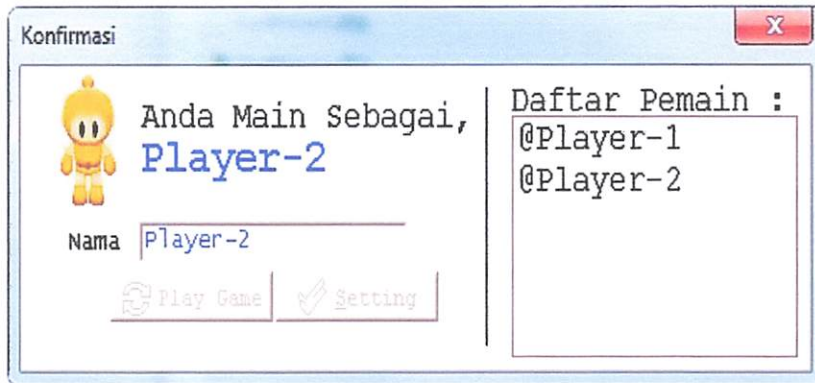 Konfirmasi
X
Anda Main Sebagai,
Player-2
Nama Player-2
Play Game Setting
Daftar Pemain :
@Player-1
@Player-2